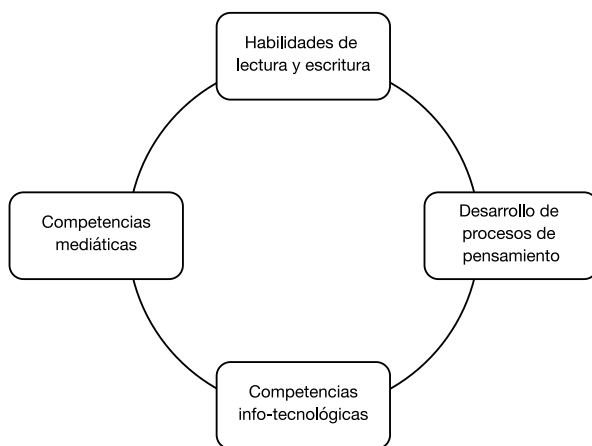 Habilidades de
lectura y escritura
Competencias
mediáticas
Desarrollo de
procesos de
pensamiento
Competencias
info-tecnológicas